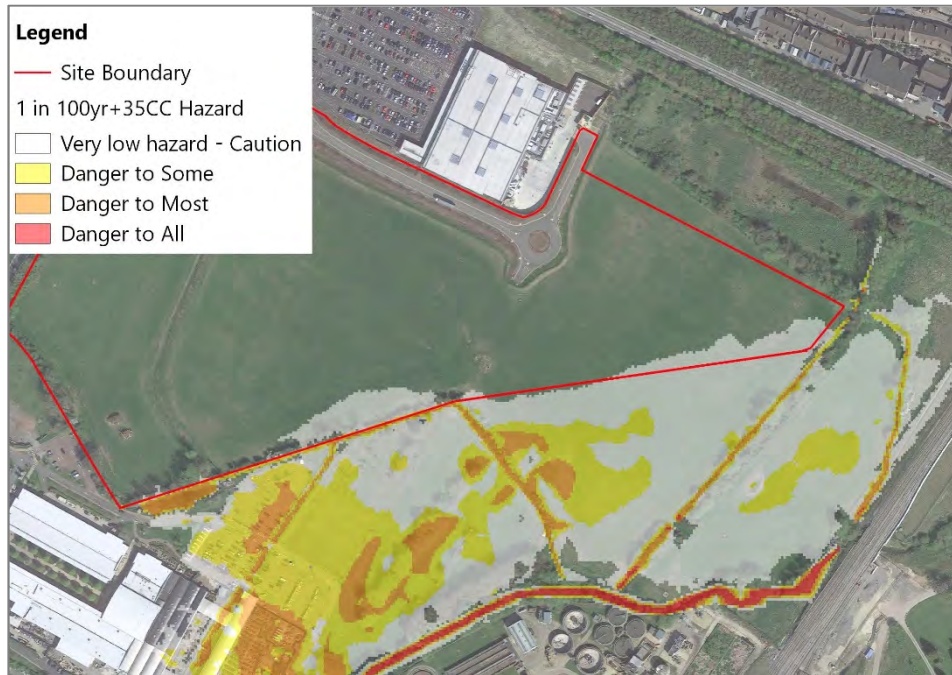 Legend
Site Boundary
1 in 100yr+35CC Hazard
Very low hazard - Caution
Danger to Some
Danger to Most
Danger to All